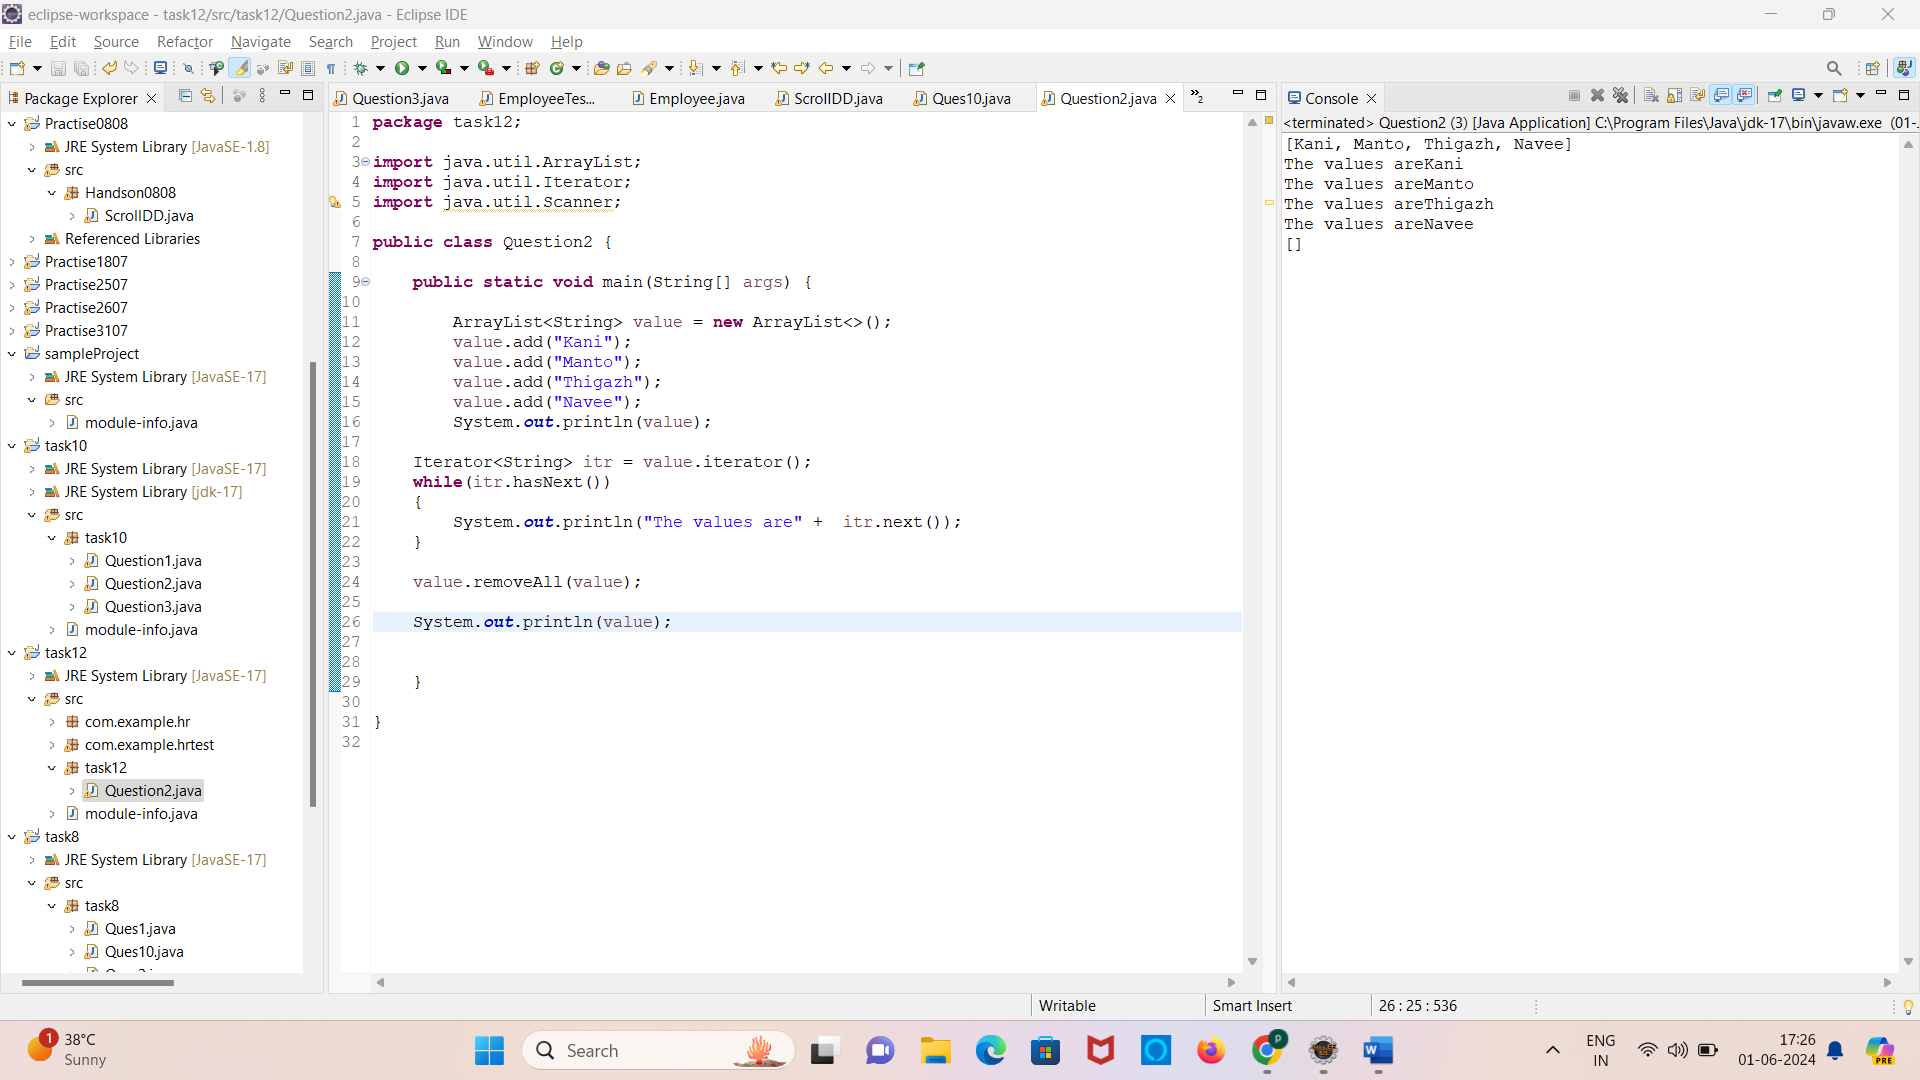 eclipse-workspace - task12/src/task12/Question2.java - Eclipse IDE
File Edit Source Refactor Navigate Search Project Run Window Help
Package Explorer
Practise0808
JRE System Library [JavaSE-1.8]
src
Handson0808
ScrollDD.java
Referenced Libraries
Practise1807
Practise2507
Practise2607
Practise3107
sampleProject
JRE System Library [JavaSE-17]
src
module-info.java
task10
JRE System Library [JavaSE-17]
JRE System Library [jdk-17]
src
task10
Question1.java
Question2.java
Question3.java
module-info.java
task12
JRE System Library [JavaSE-17]
src
com.example.hr
com.example.hrtest
task12
Question2.java
module-info.java
task8
JRE System Library [JavaSE-17]
src
task8
Ques1.java
Ques10.java
Question3.java EmployeeTes... Employee.java ScrollDD.java Ques10.java Question2.java »2
1 package task12;
2
3 import java.util.ArrayList;
4 import java.util.Iterator;
5 import java.util.Scanner;
6
7 public class Question2 {
8
9 public static void main(String[] args) {
10
11 ArrayList<String> value = new ArrayList<>();
12 value.add("Kani");
13 value.add("Manto");
14 value.add("Thigazh");
15 value.add("Navee");
16 System.out.println(value);
17
18 Iterator<String> itr = value.iterator();
19 while(itr.hasNext())
20 {
21 System.out.println("The values are" +  itr.next());
22 }
23
24 value.removeAll(value);
25
26 System.out.println(value);
27
28
29 }
30
31 }
32
Console
<terminated> Question2 (3) [Java Application] C:\Program Files\Java\jdk-17\bin\javaw.exe (01-
[Kani, Manto, Thigazh, Navee]
The values areKani
The values areManto
The values areThigazh
The values areNavee
[]
Writable Smart Insert 26 : 25 : 536
1 38°C
Sunny
Search
P
W
ENG
IN
17:26
01-06-2024
PRE